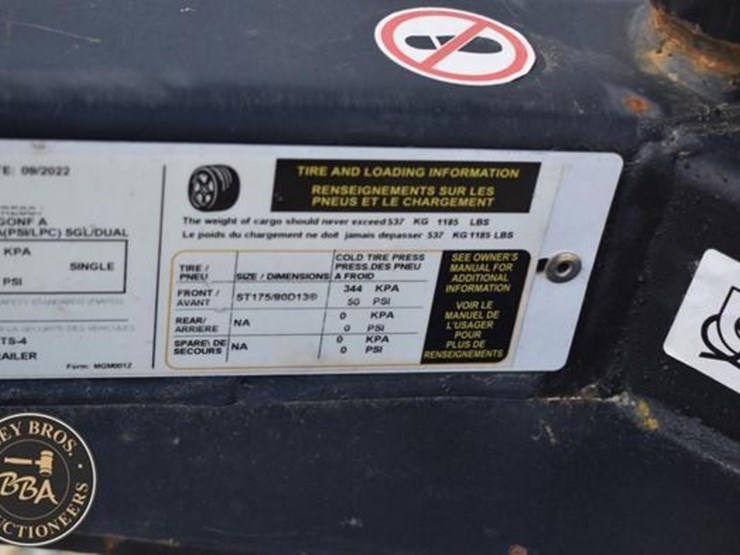 TE: 09/2022
GONF A
A(PSI/LPC) SGL/DUAL
KPA
SINGLE
PSI
TS-4
AILER
Form: MGM0012
TIRE AND LOADING INFORMATION
RENSEIGNEMENTS SUR LES
PNEUS ET LE CHARGEMENT
The weight of cargo should never exceed 537 KG 1185 LBS
Le poids du chargement ne doit jamais depasser 537 KG 1185 LBS
TIRE / PNEU SIZE / DIMENSIONS COLD TIRE PRESS PRESS.DES PNEU A FROID
FRONT / AVANT ST175/80D13® 344 KPA 50 PSI
REAR/ ARRIERE NA 0 KPA 0 PSI
SPARE\ DE SECOURS NA 0 KPA 0 PSI
SEE OWNER'S
MANUAL FOR
ADDITIONAL
INFORMATION
VOIR LE
MANUEL DE
L'USAGER
POUR
PLUS DE
RENSEIGNEMENTS
EY BROS.
BBA
CTIONEERS